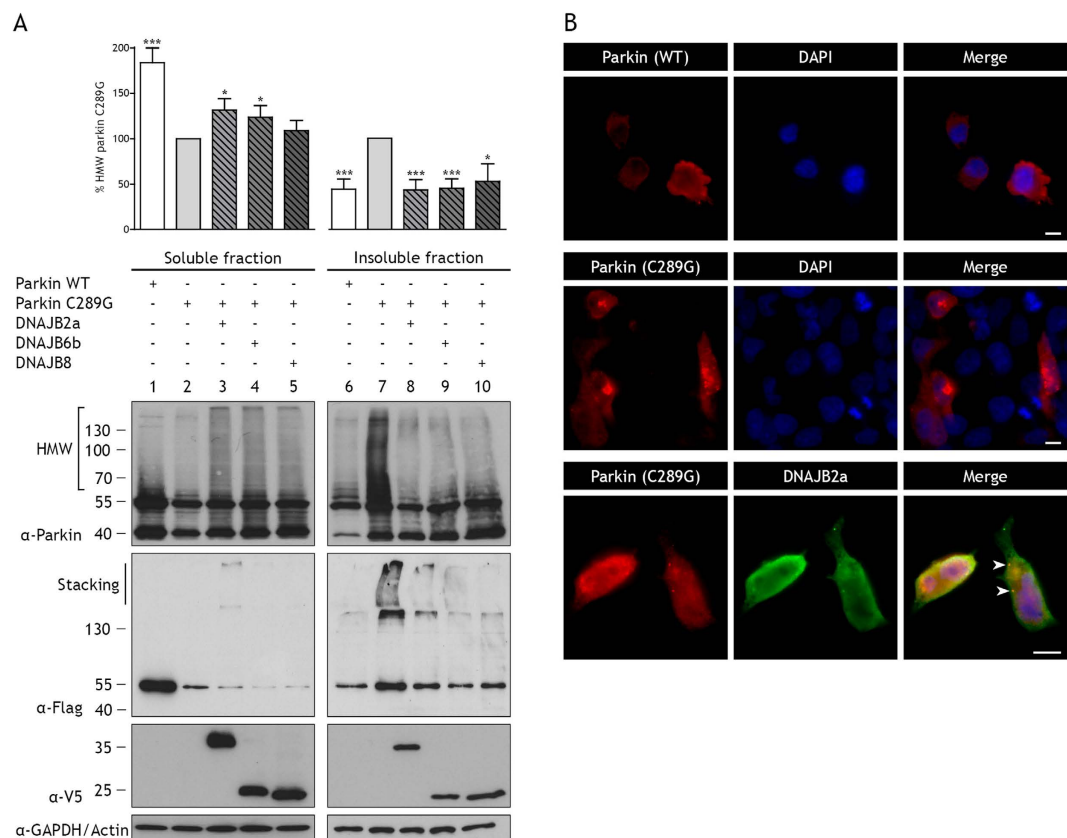 A
% HMW parkin C289G
200
150
100
50
0
***
*
*
***
***
***
*
Soluble fraction
Insoluble fraction
Parkin WT + - - - - + - - - -
Parkin C289G - + + + + - + + + +
DNAJB2a - - + - - - - + - -
DNAJB6b - - - + - - - - + -
DNAJB8 - - - - + - - - - +
1 2 3 4 5 6 7 8 9 10
HMW
130
100
70
55
40
α-Parkin
Stacking
130
55
40
α-Flag
35
25
α-V5
α-GAPDH/Actin
B
Parkin (WT) DAPI Merge
Parkin (C289G) DAPI Merge
Parkin (C289G) DNAJB2a Merge